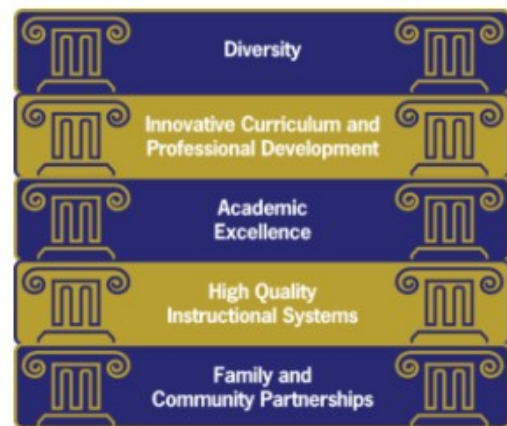 Diversity
Innovative Curriculum and
Professional Development
Academic
Excellence
High Quality
Instructional Systems
Family and
Community Partnerships